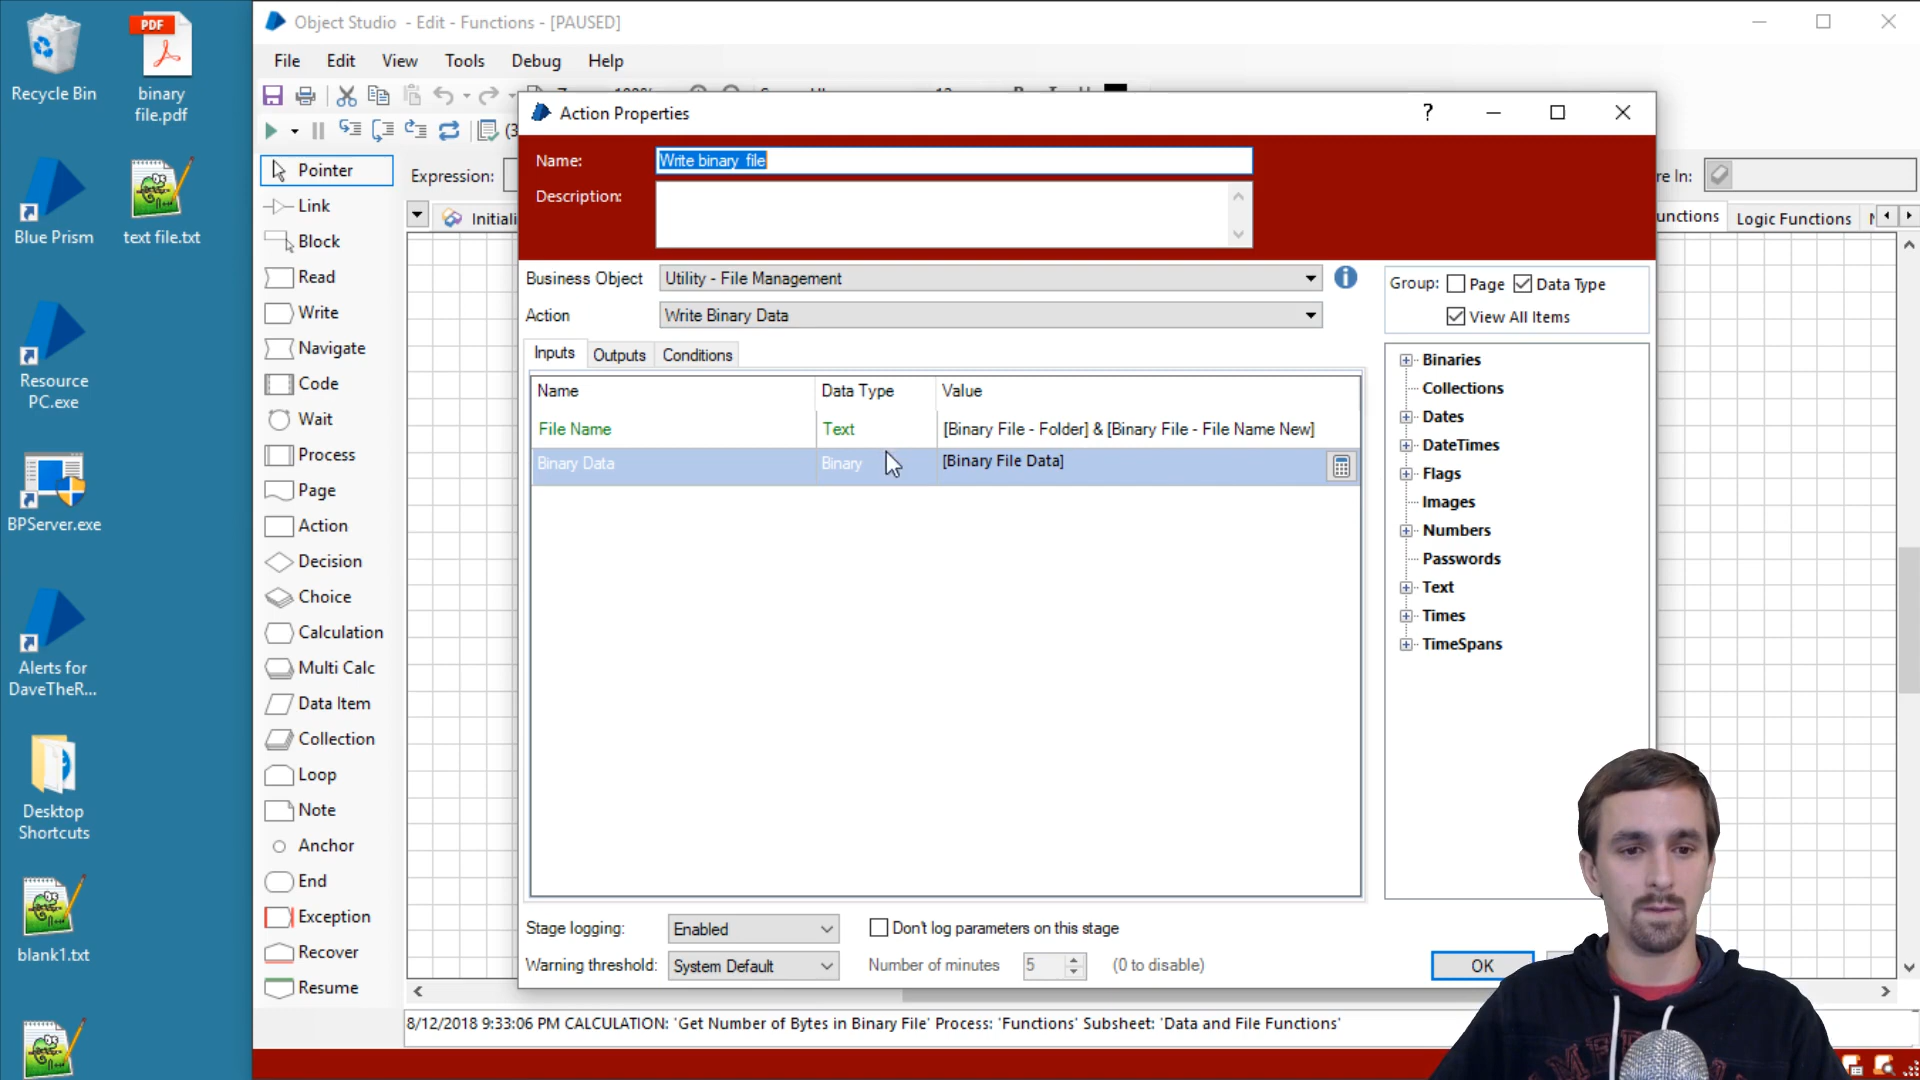 Recycle Bin
PDF
binary
file.pdf
Blue Prism
text file.txt
Resource
PC.exe
BPServer.exe
Alerts for
DaveTheR...
Desktop
Shortcuts
blank1.txt
Object Studio - Edit - Functions - [PAUSED]
File Edit View Tools Debug Help
Pointer
Link
Block
Read
Write
Navigate
Code
Wait
Process
Page
Action
Decision
Choice
Calculation
Multi Calc
Data Item
Collection
Loop
Note
Anchor
End
Exception
Recover
Resume
Expression:
Initiali
re In:
unctions Logic Functions
Action Properties
?
Name: Write binary file
Description:
Business Object Utility - File Management
Action Write Binary Data
Inputs Outputs Conditions
Name Data Type Value
File Name Text [Binary File - Folder] & [Binary File - File Name New]
Binary Data Binary [Binary File Data]
Group: Page Data Type
View All Items
Binaries
Collections
Dates
DateTimes
Flags
Images
Numbers
Passwords
Text
Times
TimeSpans
Stage logging: Enabled Don't log parameters on this stage
Warning threshold: System Default Number of minutes 5 (0 to disable)
OK
8/12/2018 9:33:06 PM CALCULATION: 'Get Number of Bytes in Binary File' Process: 'Functions' Subsheet: 'Data and File Functions'